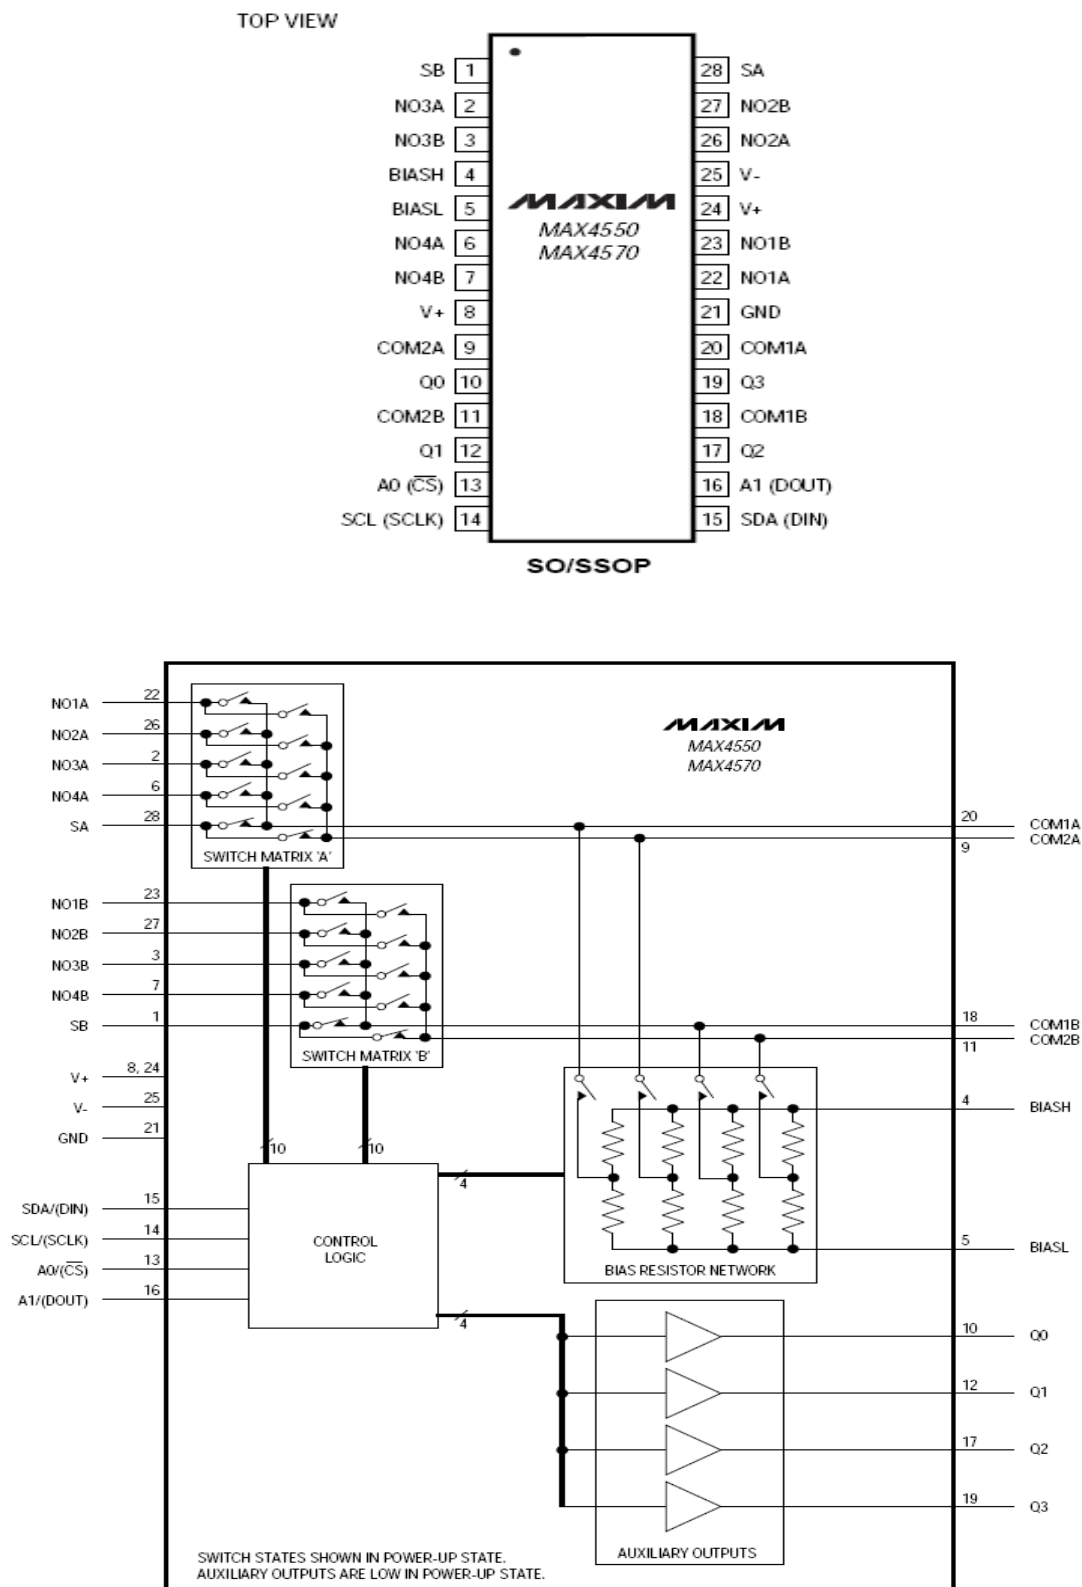 TOP VIEW
SB 1
NO3A 2
NO3B 3
BIASH 4
BIASL 5
NO4A 6
NO4B 7
V+ 8
COM2A 9
Q0 10
COM2B 11
Q1 12
A0 (CS) 13
SCL (SCLK) 14
MAXIM
MAX4550
MAX4570
28 SA
27 NO2B
26 NO2A
25 V-
24 V+
23 NO1B
22 NO1A
21 GND
20 COM1A
19 Q3
18 COM1B
17 Q2
16 A1 (DOUT)
15 SDA (DIN)
SO/SSOP
MAXIM
MAX4550
MAX4570
NO1A 22
NO2A 26
NO3A 2
NO4A 6
SA 28
SWITCH MATRIX 'A'
20 COM1A
9 COM2A
NO1B 23
NO2B 27
NO3B 3
NO4B 7
SB 1
SWITCH MATRIX 'B'
18 COM1B
11 COM2B
V+ 8, 24
V- 25
GND 21
10
10
4
4 BIASH
5 BIASL
BIAS RESISTOR NETWORK
SDA/(DIN) 15
SCL/(SCLK) 14
A0/(CS) 13
A1/(DOUT) 16
CONTROL
LOGIC
4
10 Q0
12 Q1
17 Q2
19 Q3
AUXILIARY OUTPUTS
SWITCH STATES SHOWN IN POWER-UP STATE.
AUXILIARY OUTPUTS ARE LOW IN POWER-UP STATE.